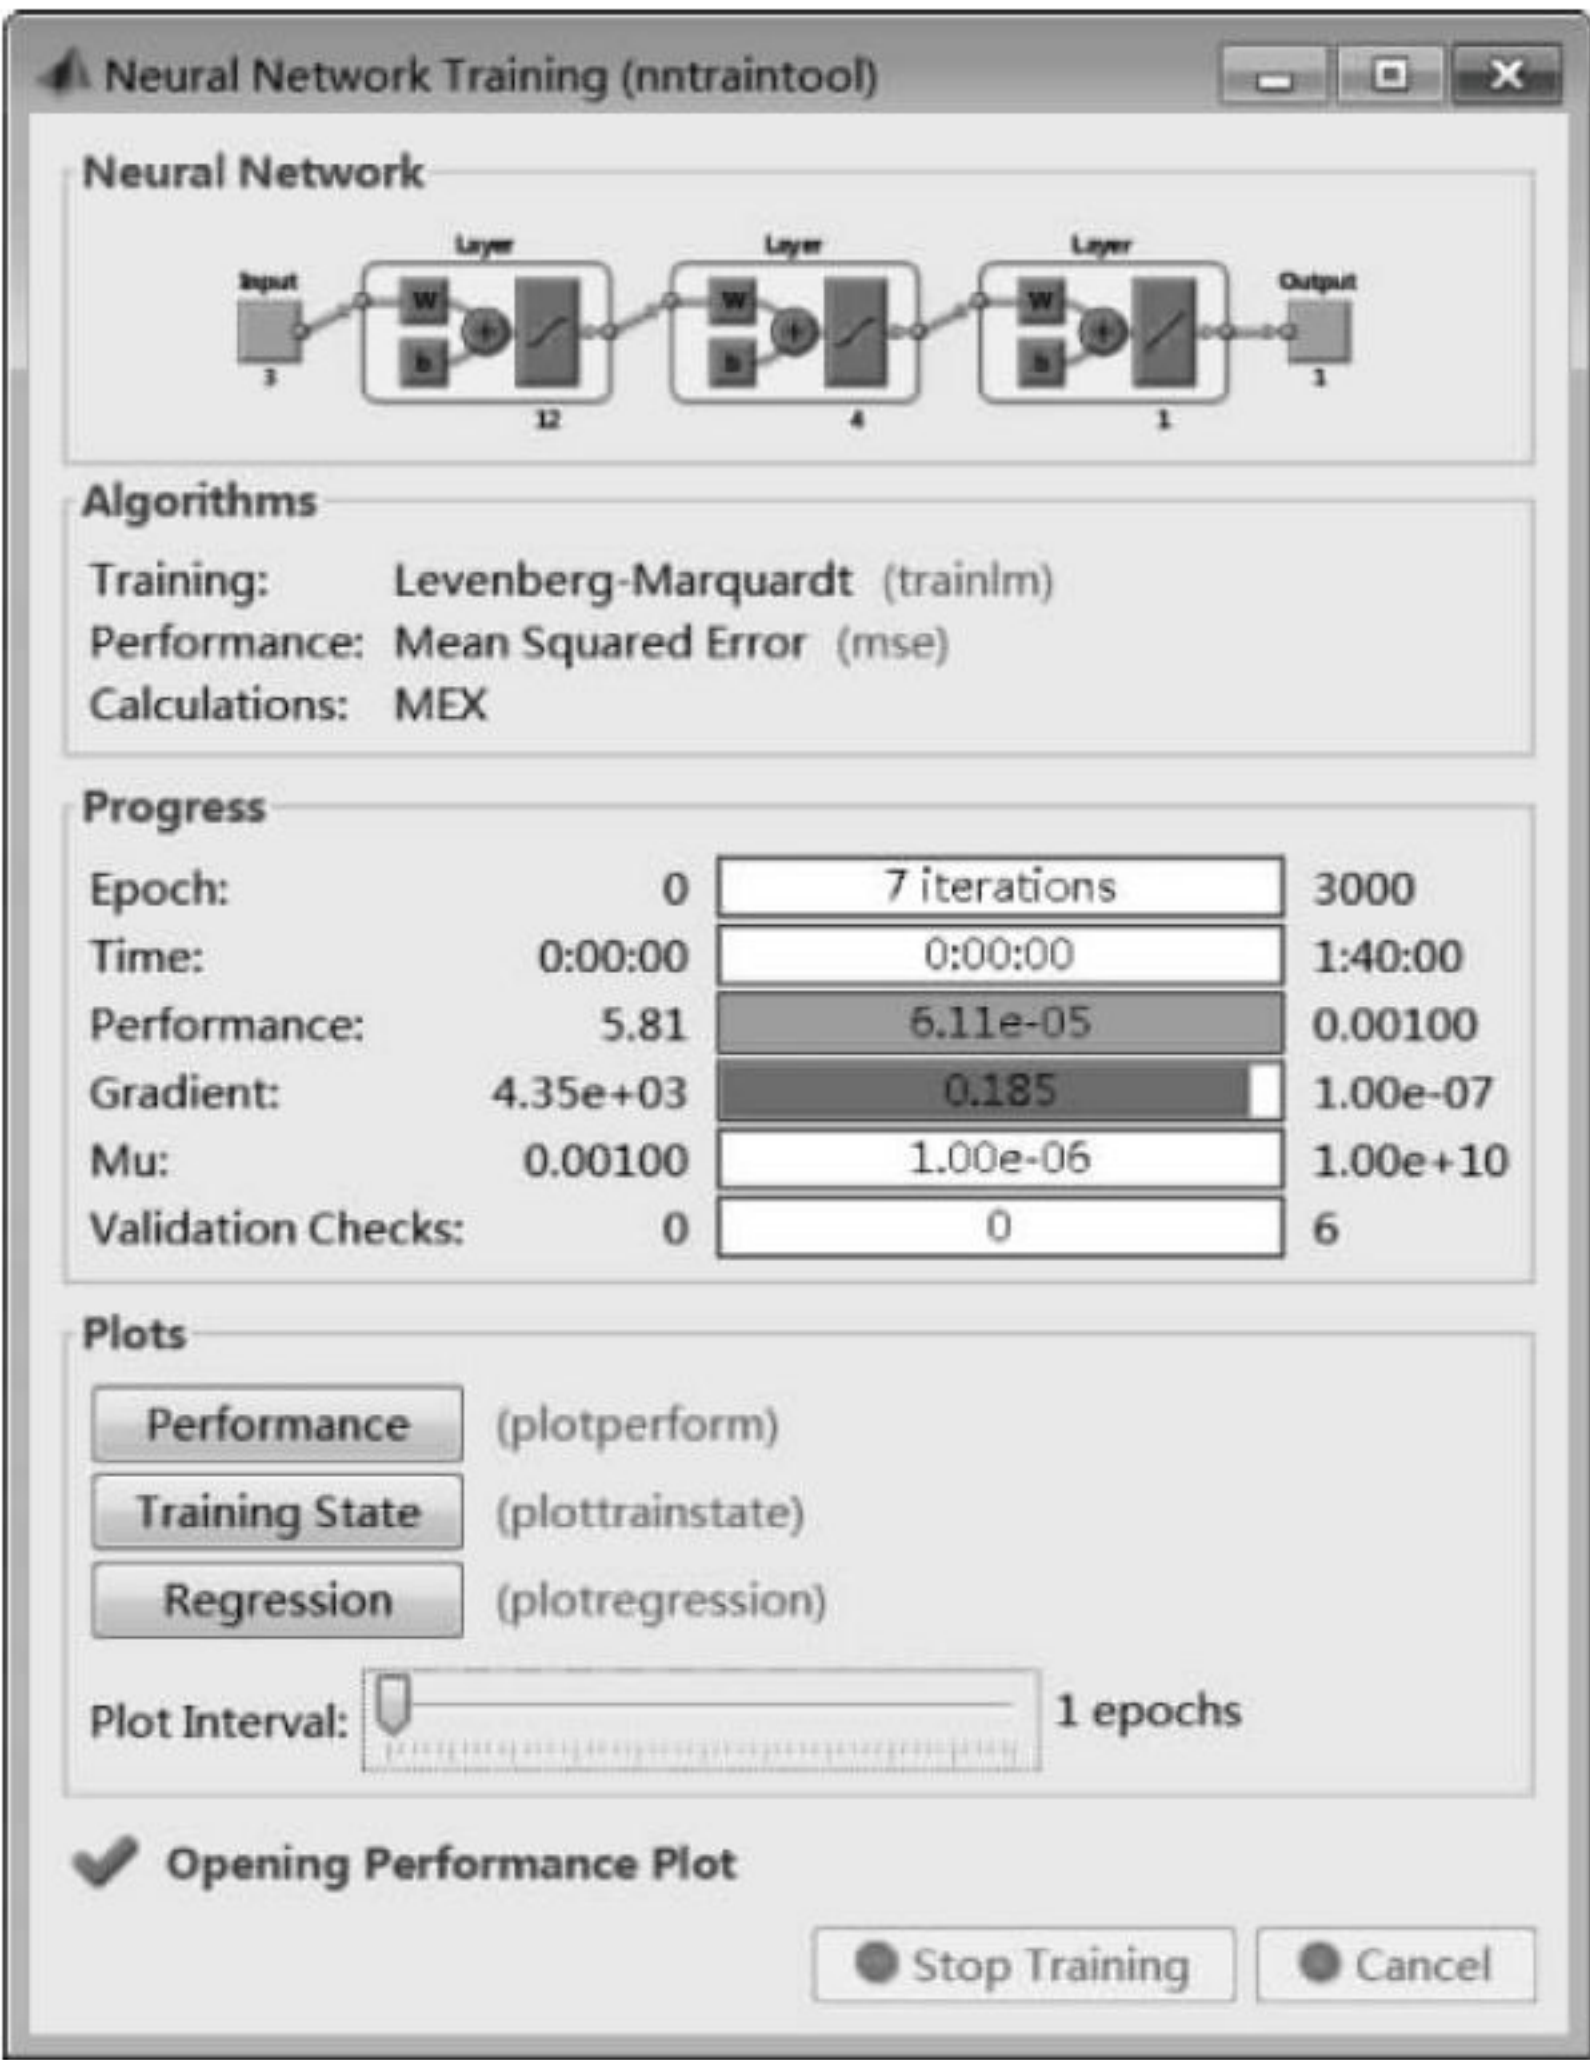 Neural Network Training (nntraintool)
Neural Network
Layer Layer Layer
Input Output
W W W
b b b
3 1
12 4 1
Algorithms
Training: Levenberg-Marquardt (trainlm)
Performance: Mean Squared Error (mse)
Calculations: MEX
Progress
Epoch: 0 7 iterations 3000
Time: 0:00:00 0:00:00 1:40:00
Performance: 5.81 6.11e-05 0.00100
Gradient: 4.35e+03 0.185 1.00e-07
Mu: 0.00100 1.00e-06 1.00e+10
Validation Checks: 0 0 6
Plots
Performance (plotperform)
Training State (plottrainstate)
Regression (plotregression)
Plot Interval: 1 epochs
Opening Performance Plot
Stop Training Cancel